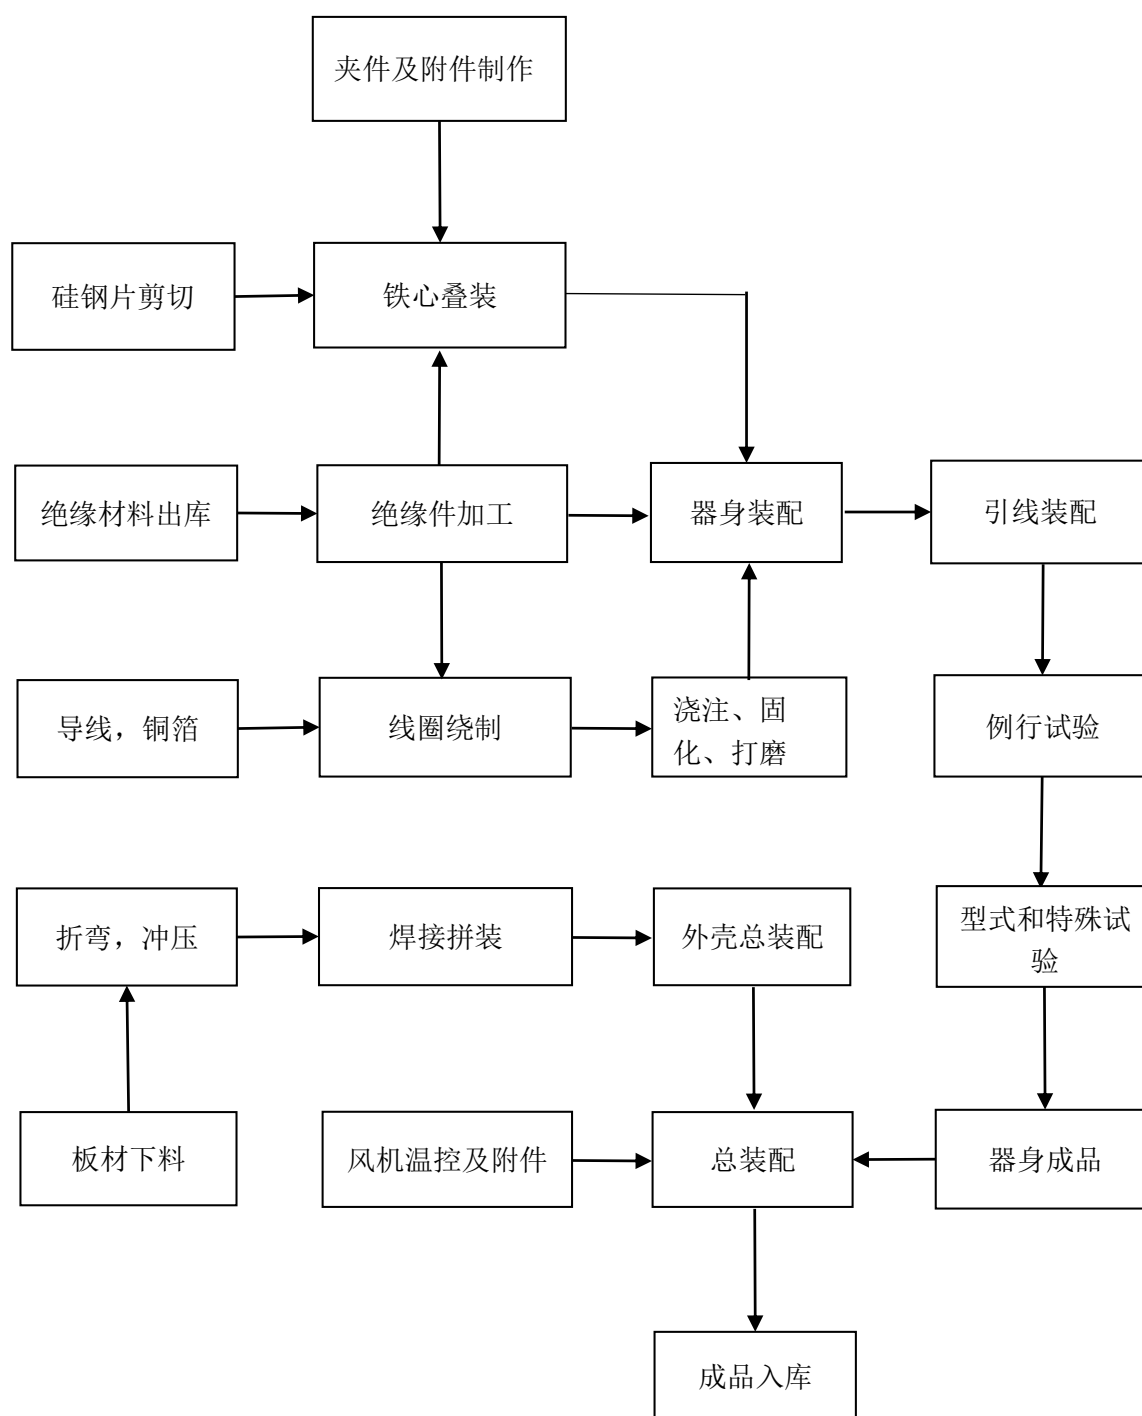 夹件及附件制作
硅钢片剪切
铁心叠装
绝缘材料出库
绝缘件加工
器身装配
引线装配
导线，铜箔
线圈绕制
浇注、固
化、打磨
例行试验
折弯，冲压
焊接拼装
外壳总装配
型式和特殊试
验
板材下料
风机温控及附件
总装配
器身成品
成品入库